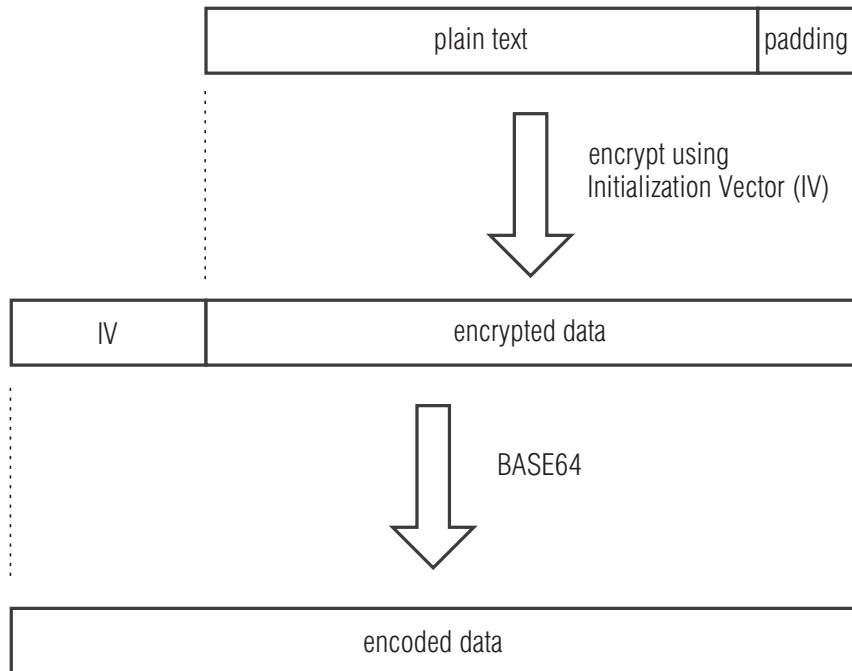 plain text
padding
encrypt using
Initialization Vector (IV)
IV
encrypted data
BASE64
encoded data